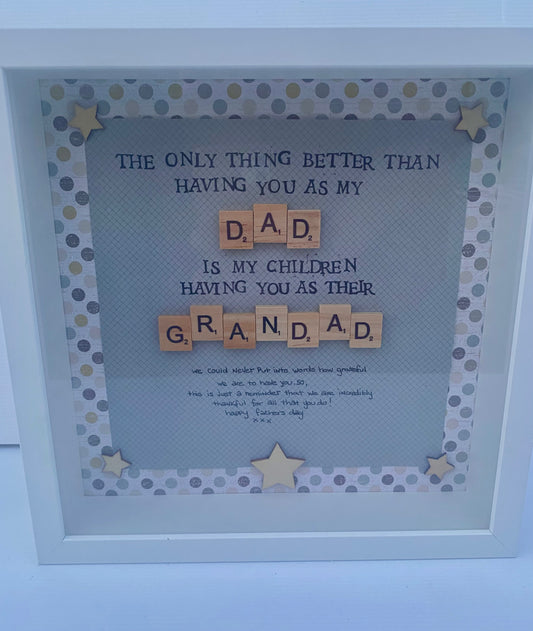 THE ONLY THING BETTER THAN
HAVING YOU AS MY
DAD
IS MY CHILDREN
HAVING YOU AS THEIR
GRANDAD
we could Never Put into words how grateful
we are to have you. So,
this is just a reminder that we are incredibly
thankful for all that you do!
happy fathers day
xxx